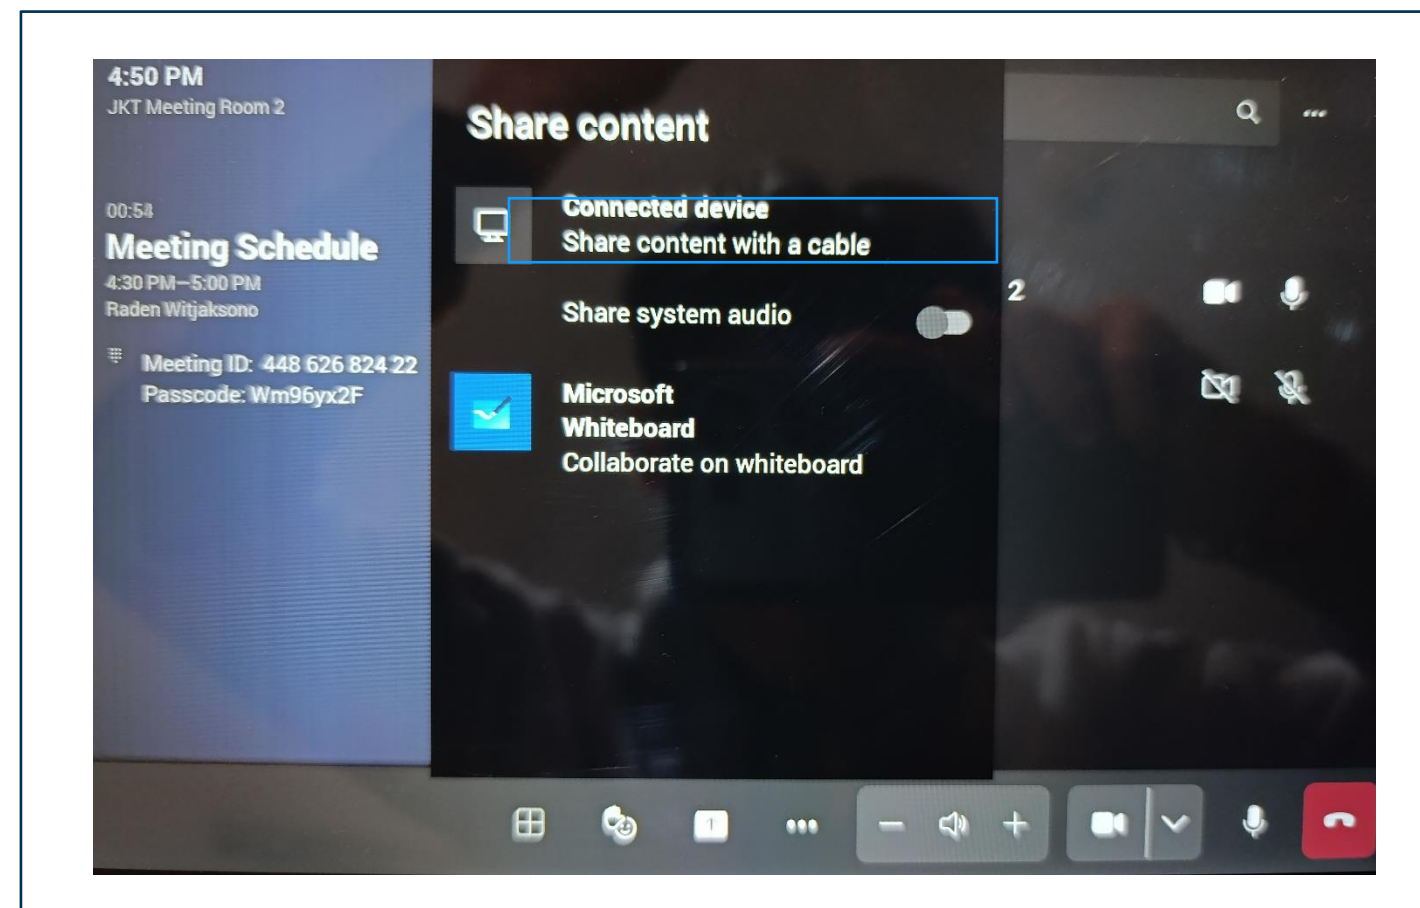 4:50 PM
JKT Meeting Room 2
00:54
Meeting Schedule
4:30 PM–5:00 PM
Raden Witjaksono
Meeting ID: 448 626 824 22
Passcode: Wm96yx2F
Share content
Connected device
Share content with a cable
Share system audio
Microsoft
Whiteboard
Collaborate on whiteboard
2